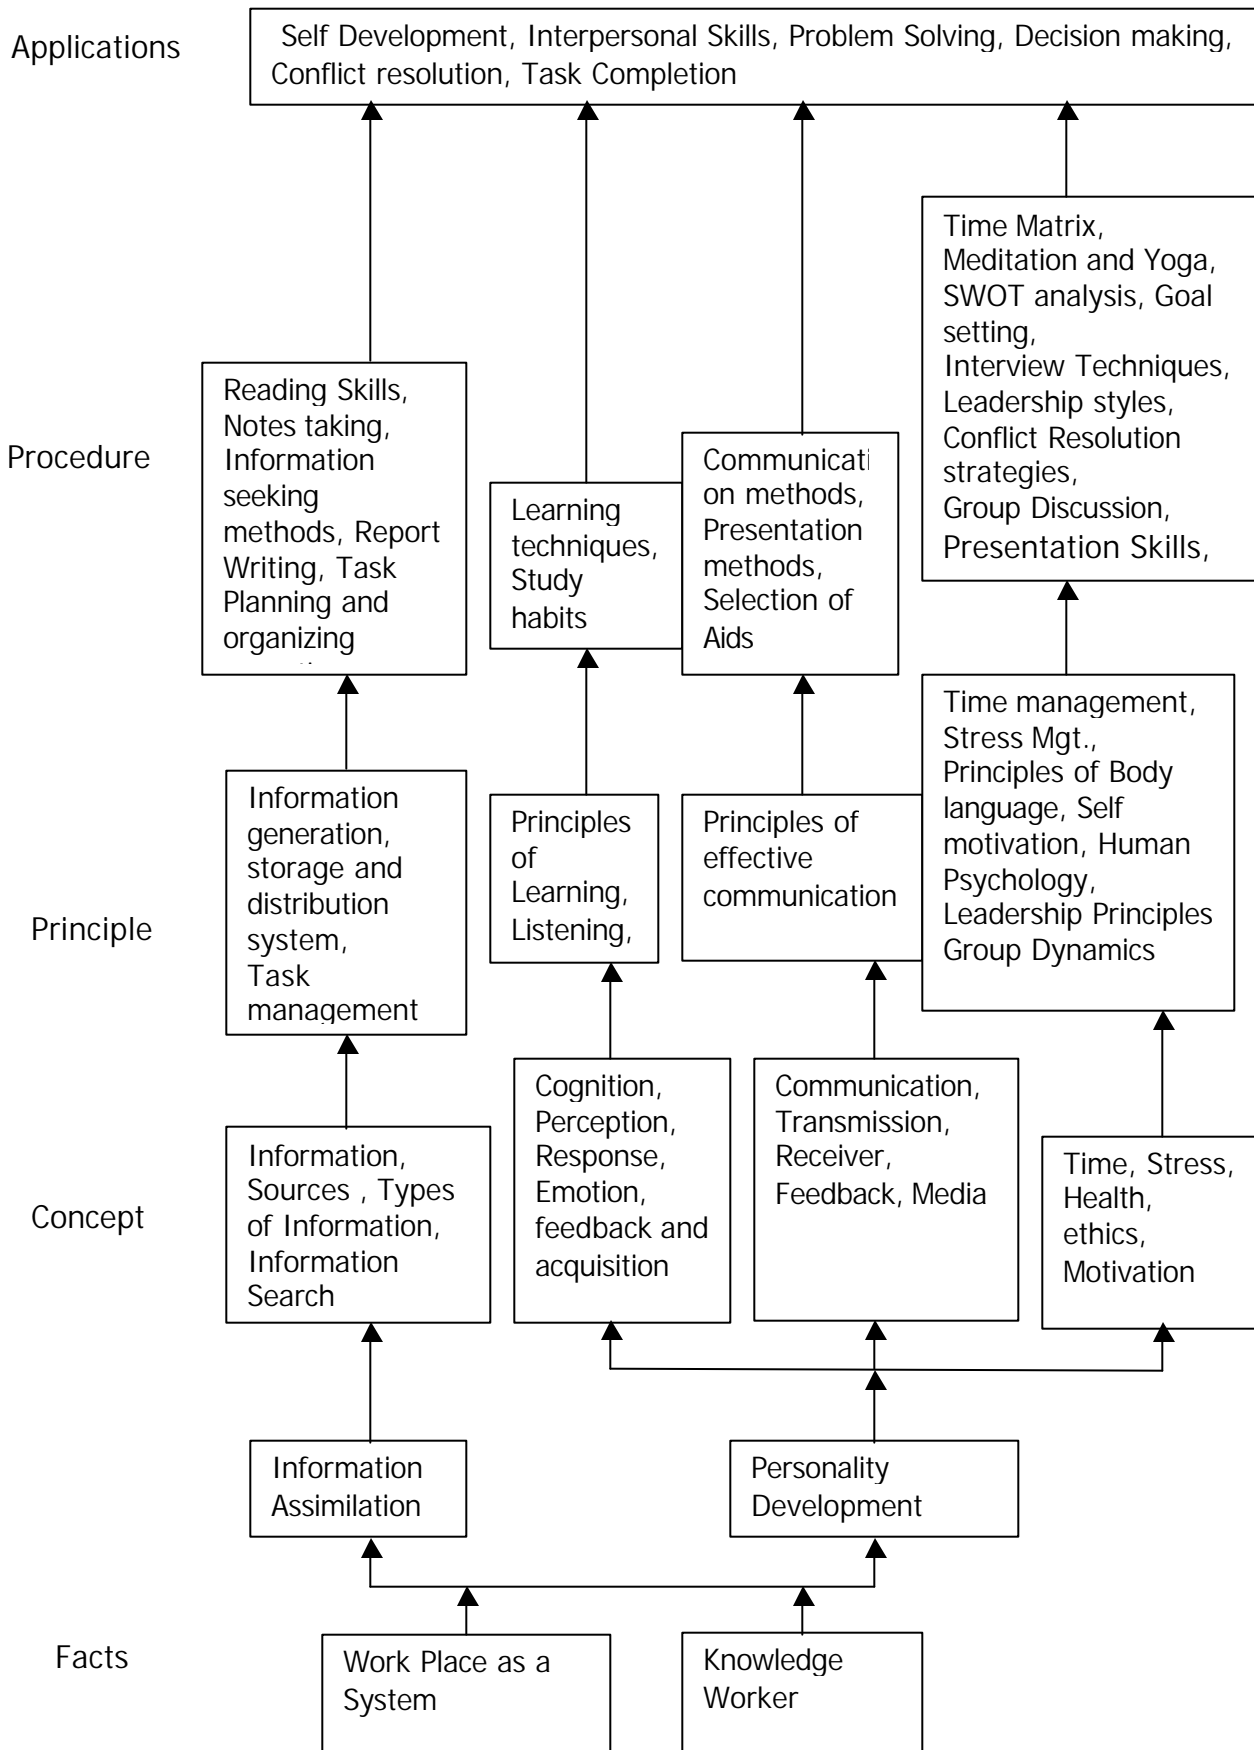 Applications
Self Development, Interpersonal Skills, Problem Solving, Decision making,
Conflict resolution, Task Completion
Time Matrix,
Meditation and Yoga,
SWOT analysis, Goal
setting,
Interview Techniques,
Leadership styles,
Conflict Resolution
strategies,
Group Discussion,
Presentation Skills,
Procedure
Reading Skills,
Notes taking,
Information
seeking
methods, Report
Writing, Task
Planning and
organizing
Learning
techniques,
Study
habits
Communicati
on methods,
Presentation
methods,
Selection of
Aids
Principle
Information
generation,
storage and
distribution
system,
Task
management
Principles
of
Learning,
Listening,
Principles of
effective
communication
Time management,
Stress Mgt.,
Principles of Body
language, Self
motivation, Human
Psychology,
Leadership Principles
Group Dynamics
Concept
Information,
Sources , Types
of Information,
Information
Search
Cognition,
Perception,
Response,
Emotion,
feedback and
acquisition
Communication,
Transmission,
Receiver,
Feedback, Media
Time, Stress,
Health,
ethics,
Motivation
Information
Assimilation
Personality
Development
Facts
Work Place as a
System
Knowledge
Worker